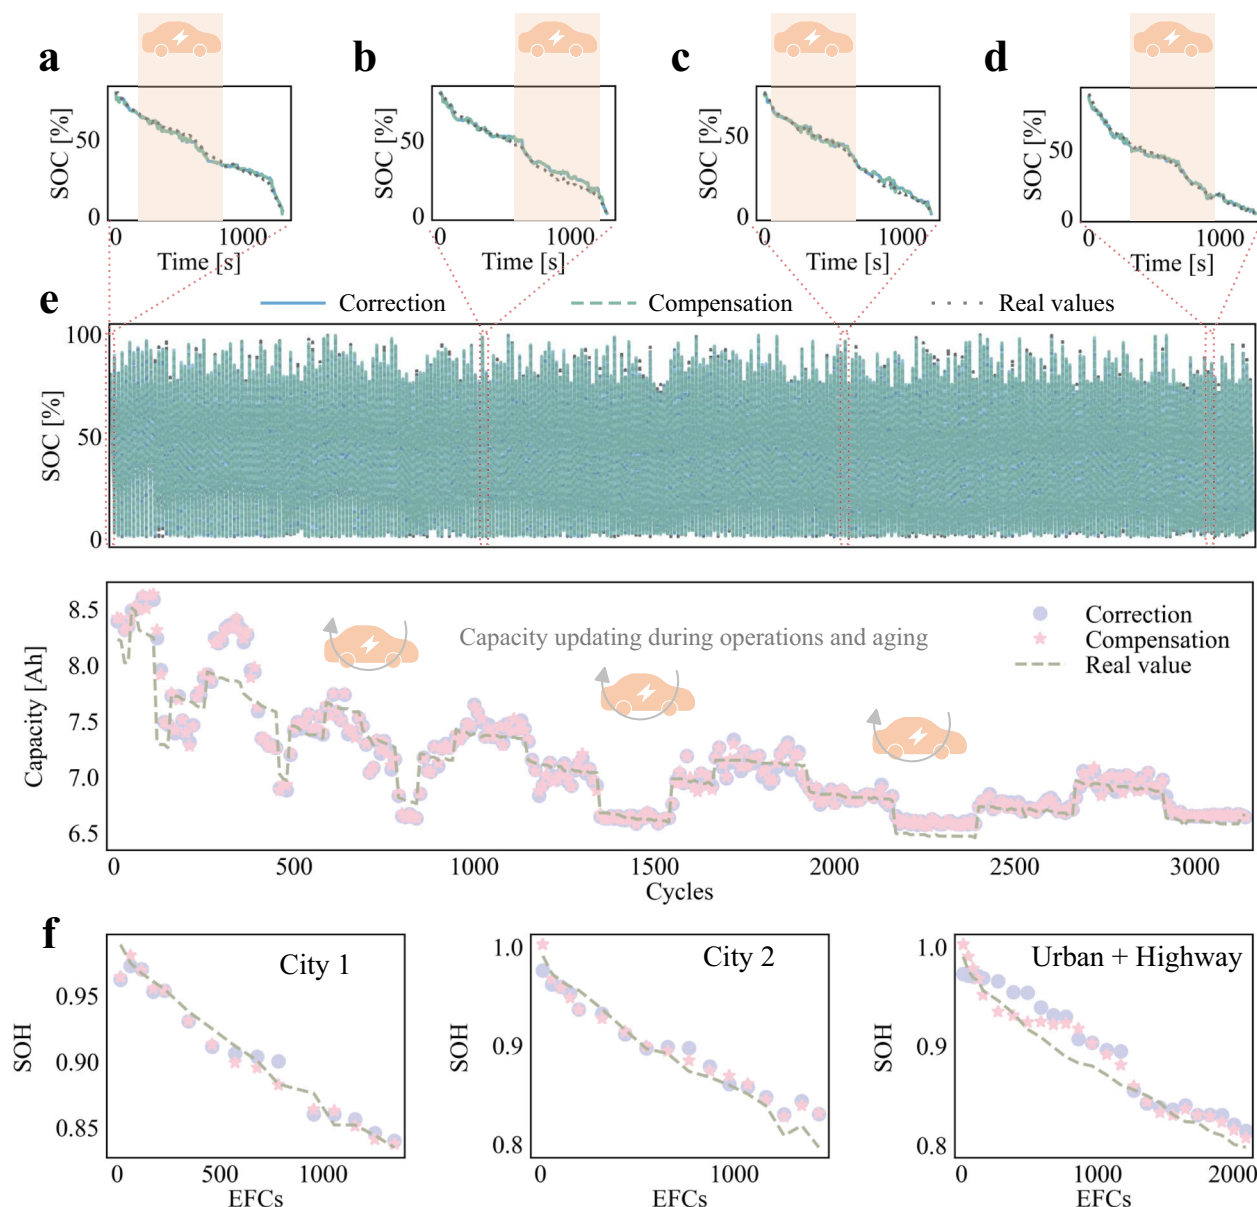 a
b
c
d
SOC [%]
50
0
0
1000
Time [s]
SOC [%]
50
0
0
1000
Time [s]
SOC [%]
50
0
0
1000
Time [s]
SOC [%]
50
0
0
1000
Time [s]
e
Correction
Compensation
Real values
SOC [%]
100
50
0
Capacity [Ah]
8.5
8.0
7.5
7.0
6.5
Capacity updating during operations and aging
Correction
Compensation
Real value
0
500
1000
1500
2000
2500
3000
Cycles
f
City 1
SOH
0.95
0.90
0.85
0
500
1000
EFCs
City 2
SOH
1.0
0.9
0.8
0
1000
EFCs
Urban + Highway
SOH
1.0
0.9
0.8
0
1000
2000
EFCs